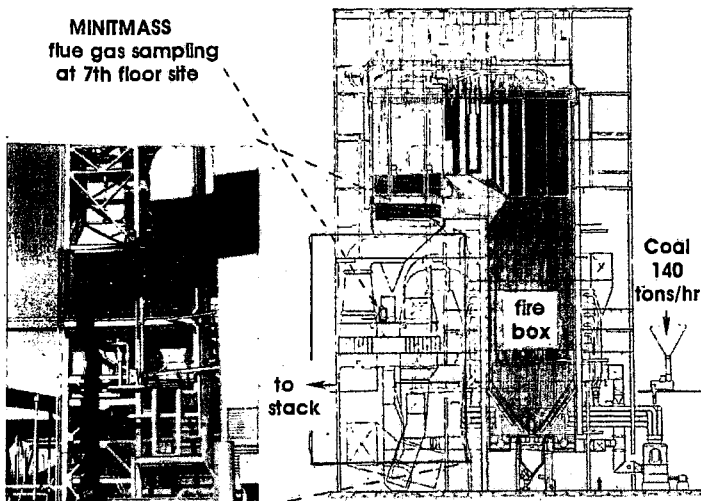 MINITMASS
flue gas sampling
at 7th floor site
Coal
140
tons/hr
fire
box
to
stack